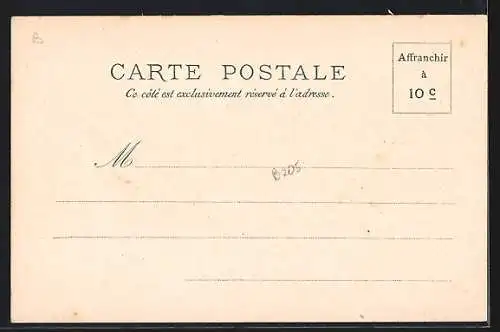 B
CARTE POSTALE
Ce côté est exclusivement réservé à l'adresse.
Affranchir
à
10 c
M
B205